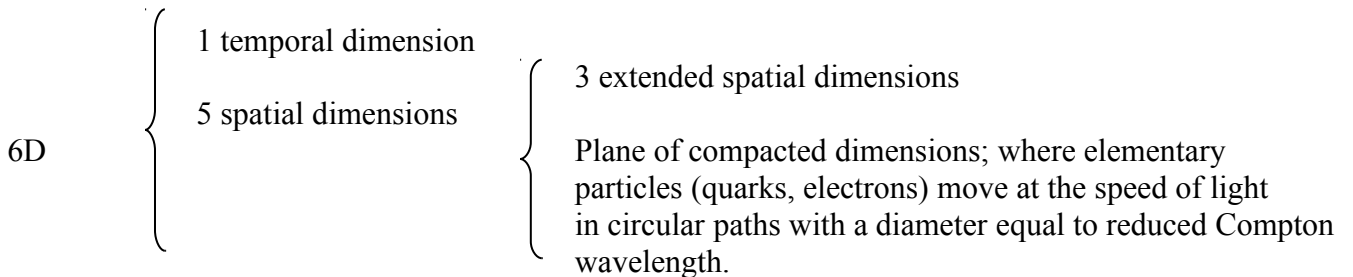 1 temporal dimension
3 extended spatial dimensions
5 spatial dimensions
6D
Plane of compacted dimensions; where elementary
particles (quarks, electrons) move at the speed of light
in circular paths with a diameter equal to reduced Compton
wavelength.